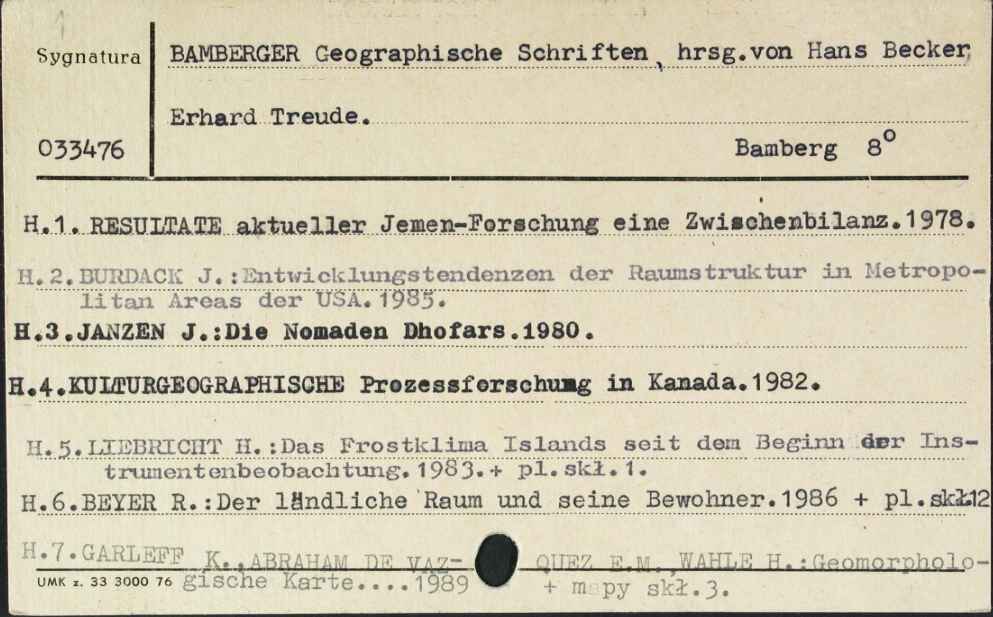 Sygnatura BAMBERGER Geographische Schriften, hrsg.von Hans Becker,
Erhard Treude.
033476 Bamberg 8°
H.1. RESULTATE aktueller Jemen-Forschung eine Zwischenbilanz.1978.
H.2.BURDACK J.:Entwicklungstendenzen der Raumstruktur in Metropo-
litan Areas der USA.1985.
H.3.JANZEN J.:Die Nomaden Dhofars.1980.
H.4.KULTURGEOGRAPHISCHE Prozessforschung in Kanada.1982.
H.5.LIEBRICHT H.:Das Frostklima Islands seit dem Beginn der Ins-
trumentenbeobachtung.1983.+ pl.skł.1.
H.6.BEYER R.:Der ländliche Raum und seine Bewohner.1986 + pl.skł.12
H.7.GARLEFF K.,ABRAHAM DE VAZ- QUEZ E.M.,WAHLE H.:Geomorpholo-
UMK z. 33 3000 76 gische Karte....1989 + mapy skł.3.